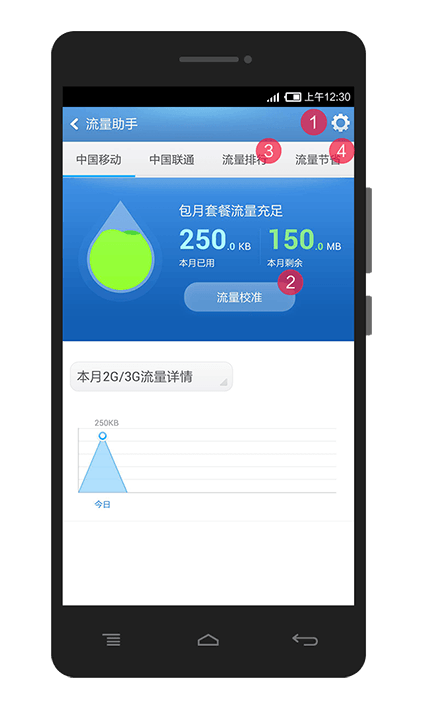 上午12:30
流量助手
1
中国移动 中国联通 流量排行 流量节省
3
4
包月套餐流量充足
250.0 KB 150.0 MB
本月已用 本月剩余
2
流量校准
本月2G/3G流量详情
250KB
今日